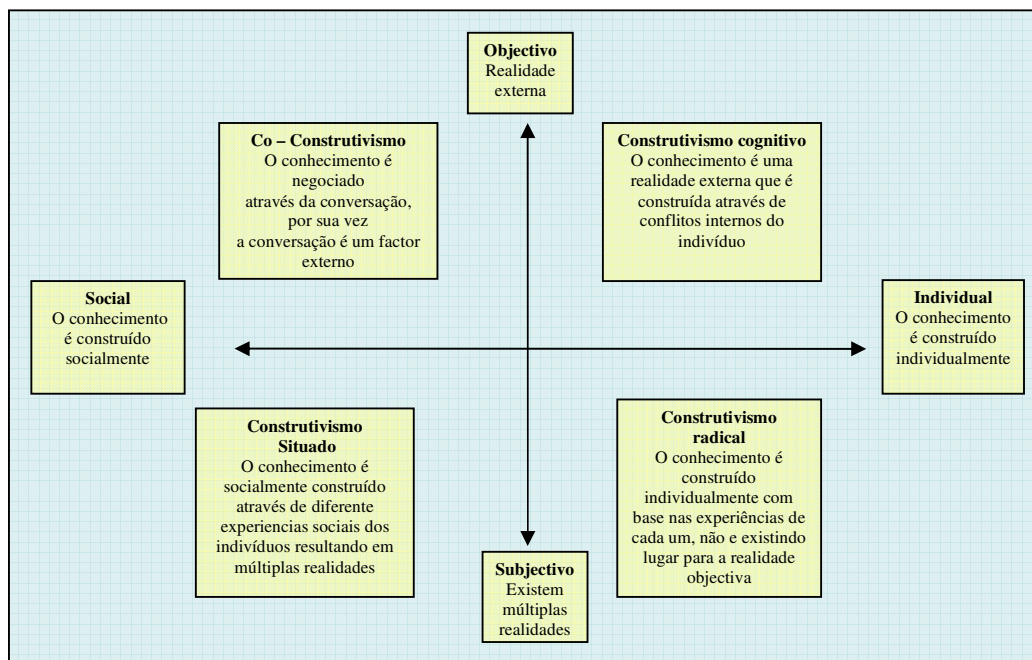 Objectivo
Realidade
externa
Co – Construtivismo
O conhecimento é
negociado
através da conversação,
por sua vez
a conversação é um factor
externo
Construtivismo cognitivo
O conhecimento é uma
realidade externa que é
construída através de
conflitos internos do
indivíduo
Social
O conhecimento
é construído
socialmente
Individual
O conhecimento
é construído
individualmente
Construtivismo
Situado
O conhecimento é
socialmente construído
através de diferente
experiencias sociais dos
indivíduos resultando em
múltiplas realidades
Construtivismo
radical
O conhecimento é
construído
individualmente com
base nas experiências de
cada um, não e existindo
lugar para a realidade
objectiva
Subjectivo
Existem
múltiplas
realidades